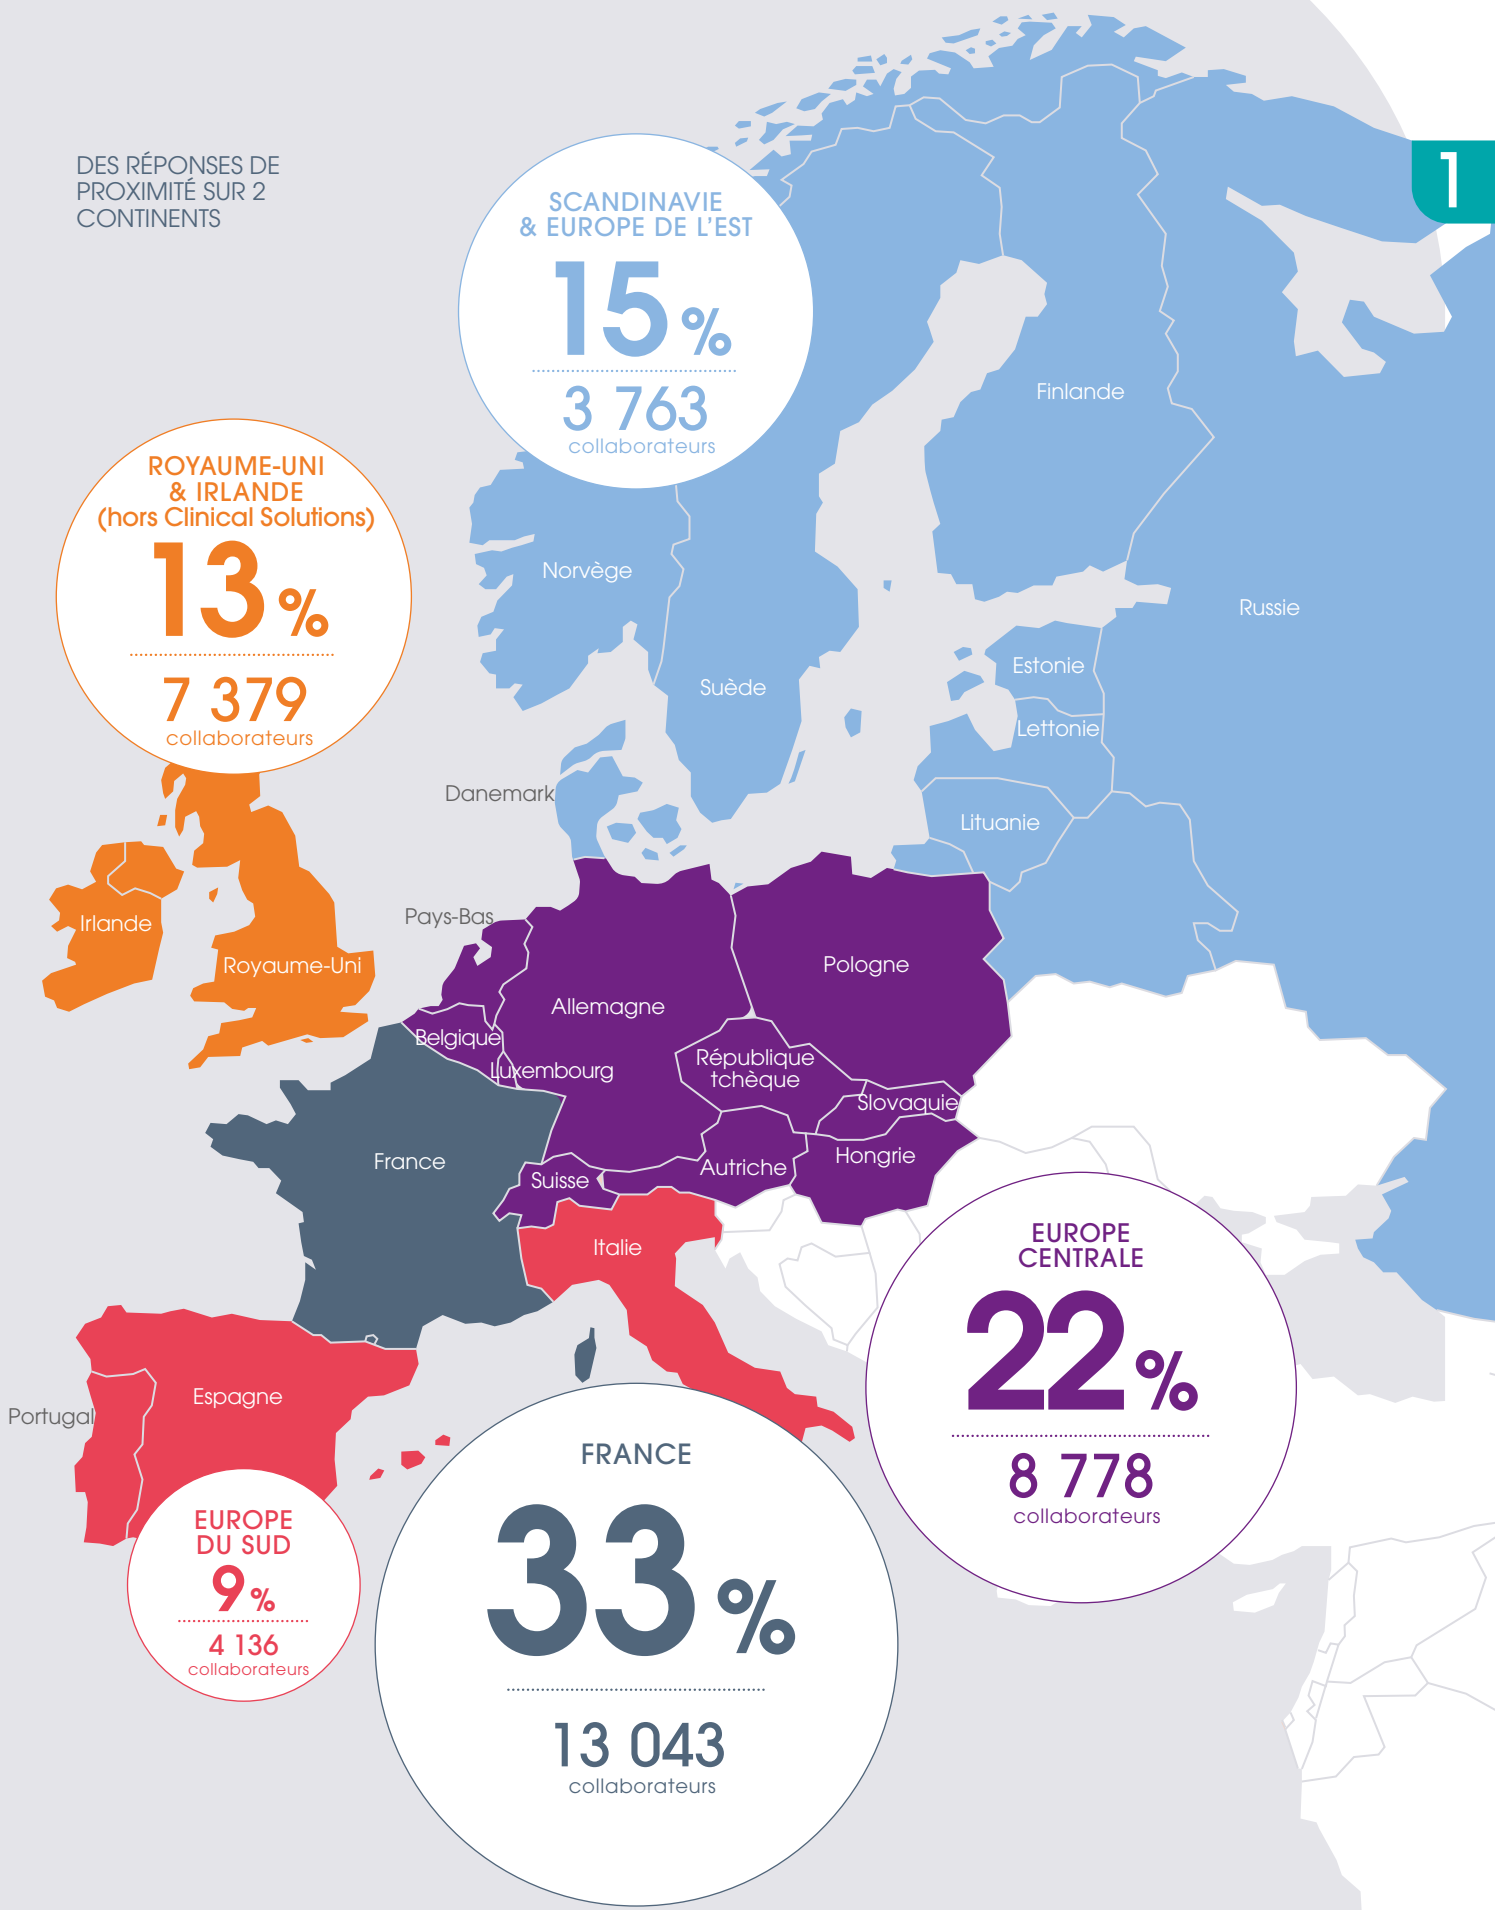 DES RÉPONSES DE
PROXIMITÉ SUR 2
CONTINENTS
1
SCANDINAVIE
& EUROPE DE L'EST
15 %
3 763
collaborateurs
Finlande
ROYAUME-UNI
& IRLANDE
(hors Clinical Solutions)
13 %
7 379
collaborateurs
Norvège
Russie
Estonie
Suède
Lettonie
Danemark
Lituanie
Pays-Bas
Irlande
Royaume-Uni
Pologne
Allemagne
Belgique
République
tchèque
Luxembourg
Slovaquie
France
Hongrie
Autriche
Suisse
Italie
EUROPE
CENTRALE
22 %
8 778
collaborateurs
Espagne
Portugal
FRANCE
33 %
13 043
collaborateurs
EUROPE
DU SUD
9 %
4 136
collaborateurs